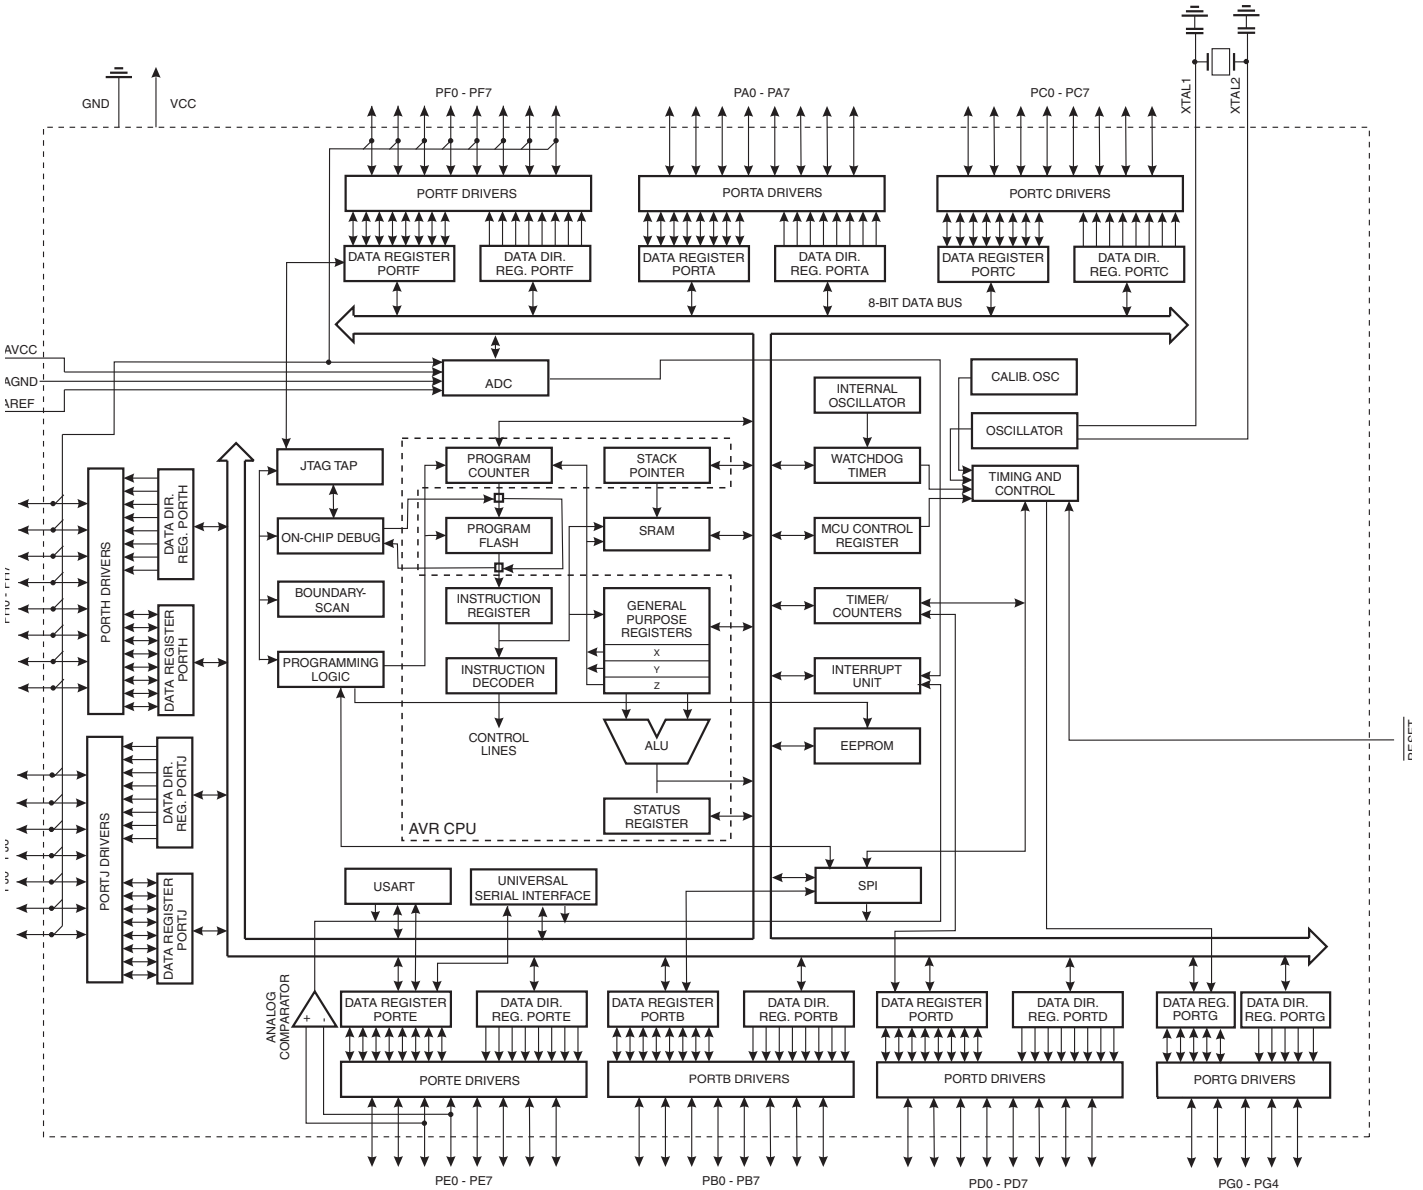 XTAL1
XTAL2
GND
VCC
PF0 - PF7
PA0 - PA7
PC0 - PC7
PORTF DRIVERS
PORTA DRIVERS
PORTC DRIVERS
DATA REGISTER
PORTF
DATA DIR.
REG. PORTF
DATA REGISTER
PORTA
DATA DIR.
REG. PORTA
DATA REGISTER
PORTC
DATA DIR.
REG. PORTC
8-BIT DATA BUS
AVCC
AGND
AREF
ADC
CALIB. OSC
INTERNAL
OSCILLATOR
OSCILLATOR
JTAG TAP
PROGRAM
COUNTER
STACK
POINTER
WATCHDOG
TIMER
TIMING AND
CONTROL
ON-CHIP DEBUG
PROGRAM
FLASH
SRAM
MCU CONTROL
REGISTER
BOUNDARY-
SCAN
INSTRUCTION
REGISTER
GENERAL
PURPOSE
REGISTERS
X
Y
Z
TIMER/
COUNTERS
PROGRAMMING
LOGIC
INSTRUCTION
DECODER
INTERRUPT
UNIT
CONTROL
LINES
ALU
EEPROM
RESET
STATUS
REGISTER
AVR CPU
PORTH DRIVERS
DATA DIR.
REG. PORTH
DATA REGISTER
PORTH
PORTJ DRIVERS
DATA DIR.
REG. PORTJ
DATA REGISTER
PORTJ
USART
UNIVERSAL
SERIAL INTERFACE
SPI
ANALOG
COMPARATOR
+
-
DATA REGISTER
PORTE
DATA DIR.
REG. PORTE
DATA REGISTER
PORTB
DATA DIR.
REG. PORTB
DATA REGISTER
PORTD
DATA DIR.
REG. PORTD
DATA REG.
PORTG
DATA DIR.
REG. PORTG
PORTE DRIVERS
PORTB DRIVERS
PORTD DRIVERS
PORTG DRIVERS
PE0 - PE7
PB0 - PB7
PD0 - PD7
PG0 - PG4